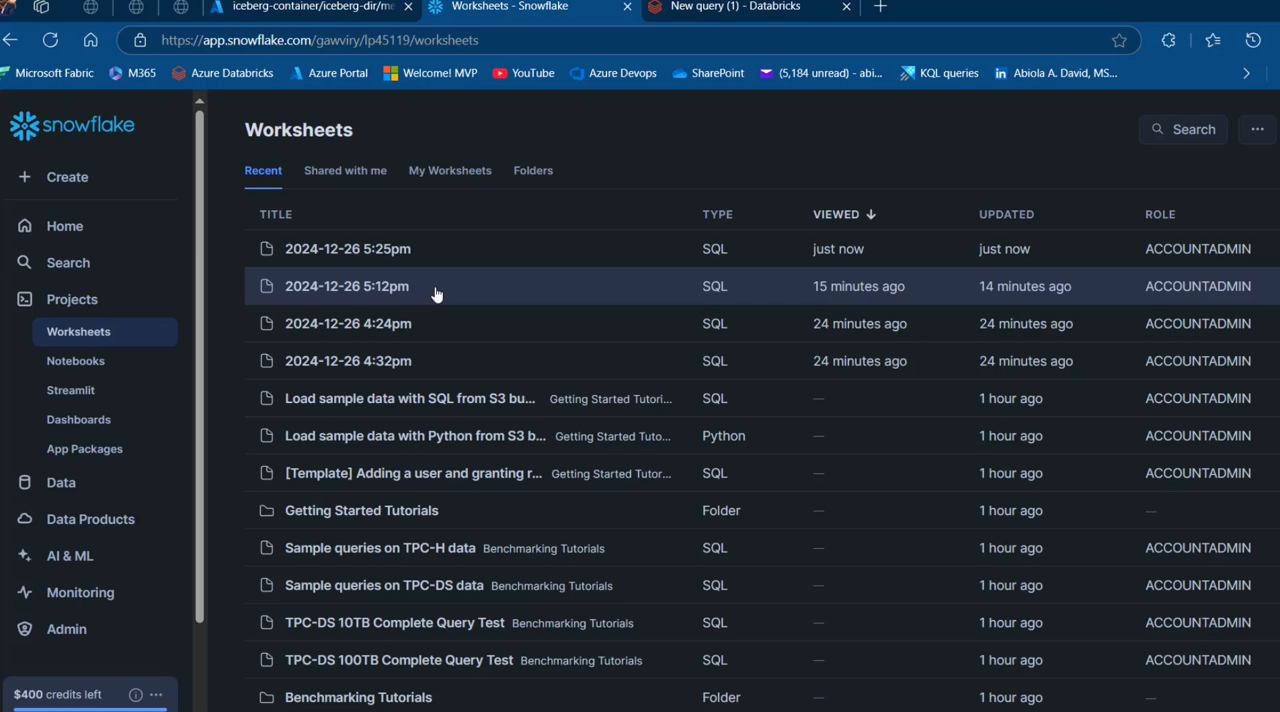 iceberg-container/iceberg-dir/me
Worksheets - Snowflake
New query (1) - Databricks
https://app.snowflake.com/gawviry/lp45119/worksheets
Microsoft Fabric
M365
Azure Databricks
Azure Portal
Welcome! MVP
YouTube
Azure Devops
SharePoint
(5,184 unread) - abi...
KQL queries
Abiola A. David, MS...
snowflake
Create
Home
Search
Projects
Worksheets
Notebooks
Streamlit
Dashboards
App Packages
Data
Data Products
AI & ML
Monitoring
Admin
$400 credits left
Worksheets
Search
Recent Shared with me My Worksheets Folders
TITLE TYPE VIEWED UPDATED ROLE
2024-12-26 5:25pm SQL just now just now ACCOUNTADMIN
2024-12-26 5:12pm SQL 15 minutes ago 14 minutes ago ACCOUNTADMIN
2024-12-26 4:24pm SQL 24 minutes ago 24 minutes ago ACCOUNTADMIN
2024-12-26 4:32pm SQL 24 minutes ago 24 minutes ago ACCOUNTADMIN
Load sample data with SQL from S3 bu... Getting Started Tutori... SQL — 1 hour ago ACCOUNTADMIN
Load sample data with Python from S3 b... Getting Started Tuto... Python — 1 hour ago ACCOUNTADMIN
[Template] Adding a user and granting r... Getting Started Tutor... SQL — 1 hour ago ACCOUNTADMIN
Getting Started Tutorials Folder — 1 hour ago —
Sample queries on TPC-H data Benchmarking Tutorials SQL — 1 hour ago ACCOUNTADMIN
Sample queries on TPC-DS data Benchmarking Tutorials SQL — 1 hour ago ACCOUNTADMIN
TPC-DS 10TB Complete Query Test Benchmarking Tutorials SQL — 1 hour ago ACCOUNTADMIN
TPC-DS 100TB Complete Query Test Benchmarking Tutorials SQL — 1 hour ago ACCOUNTADMIN
Benchmarking Tutorials Folder — 1 hour ago —